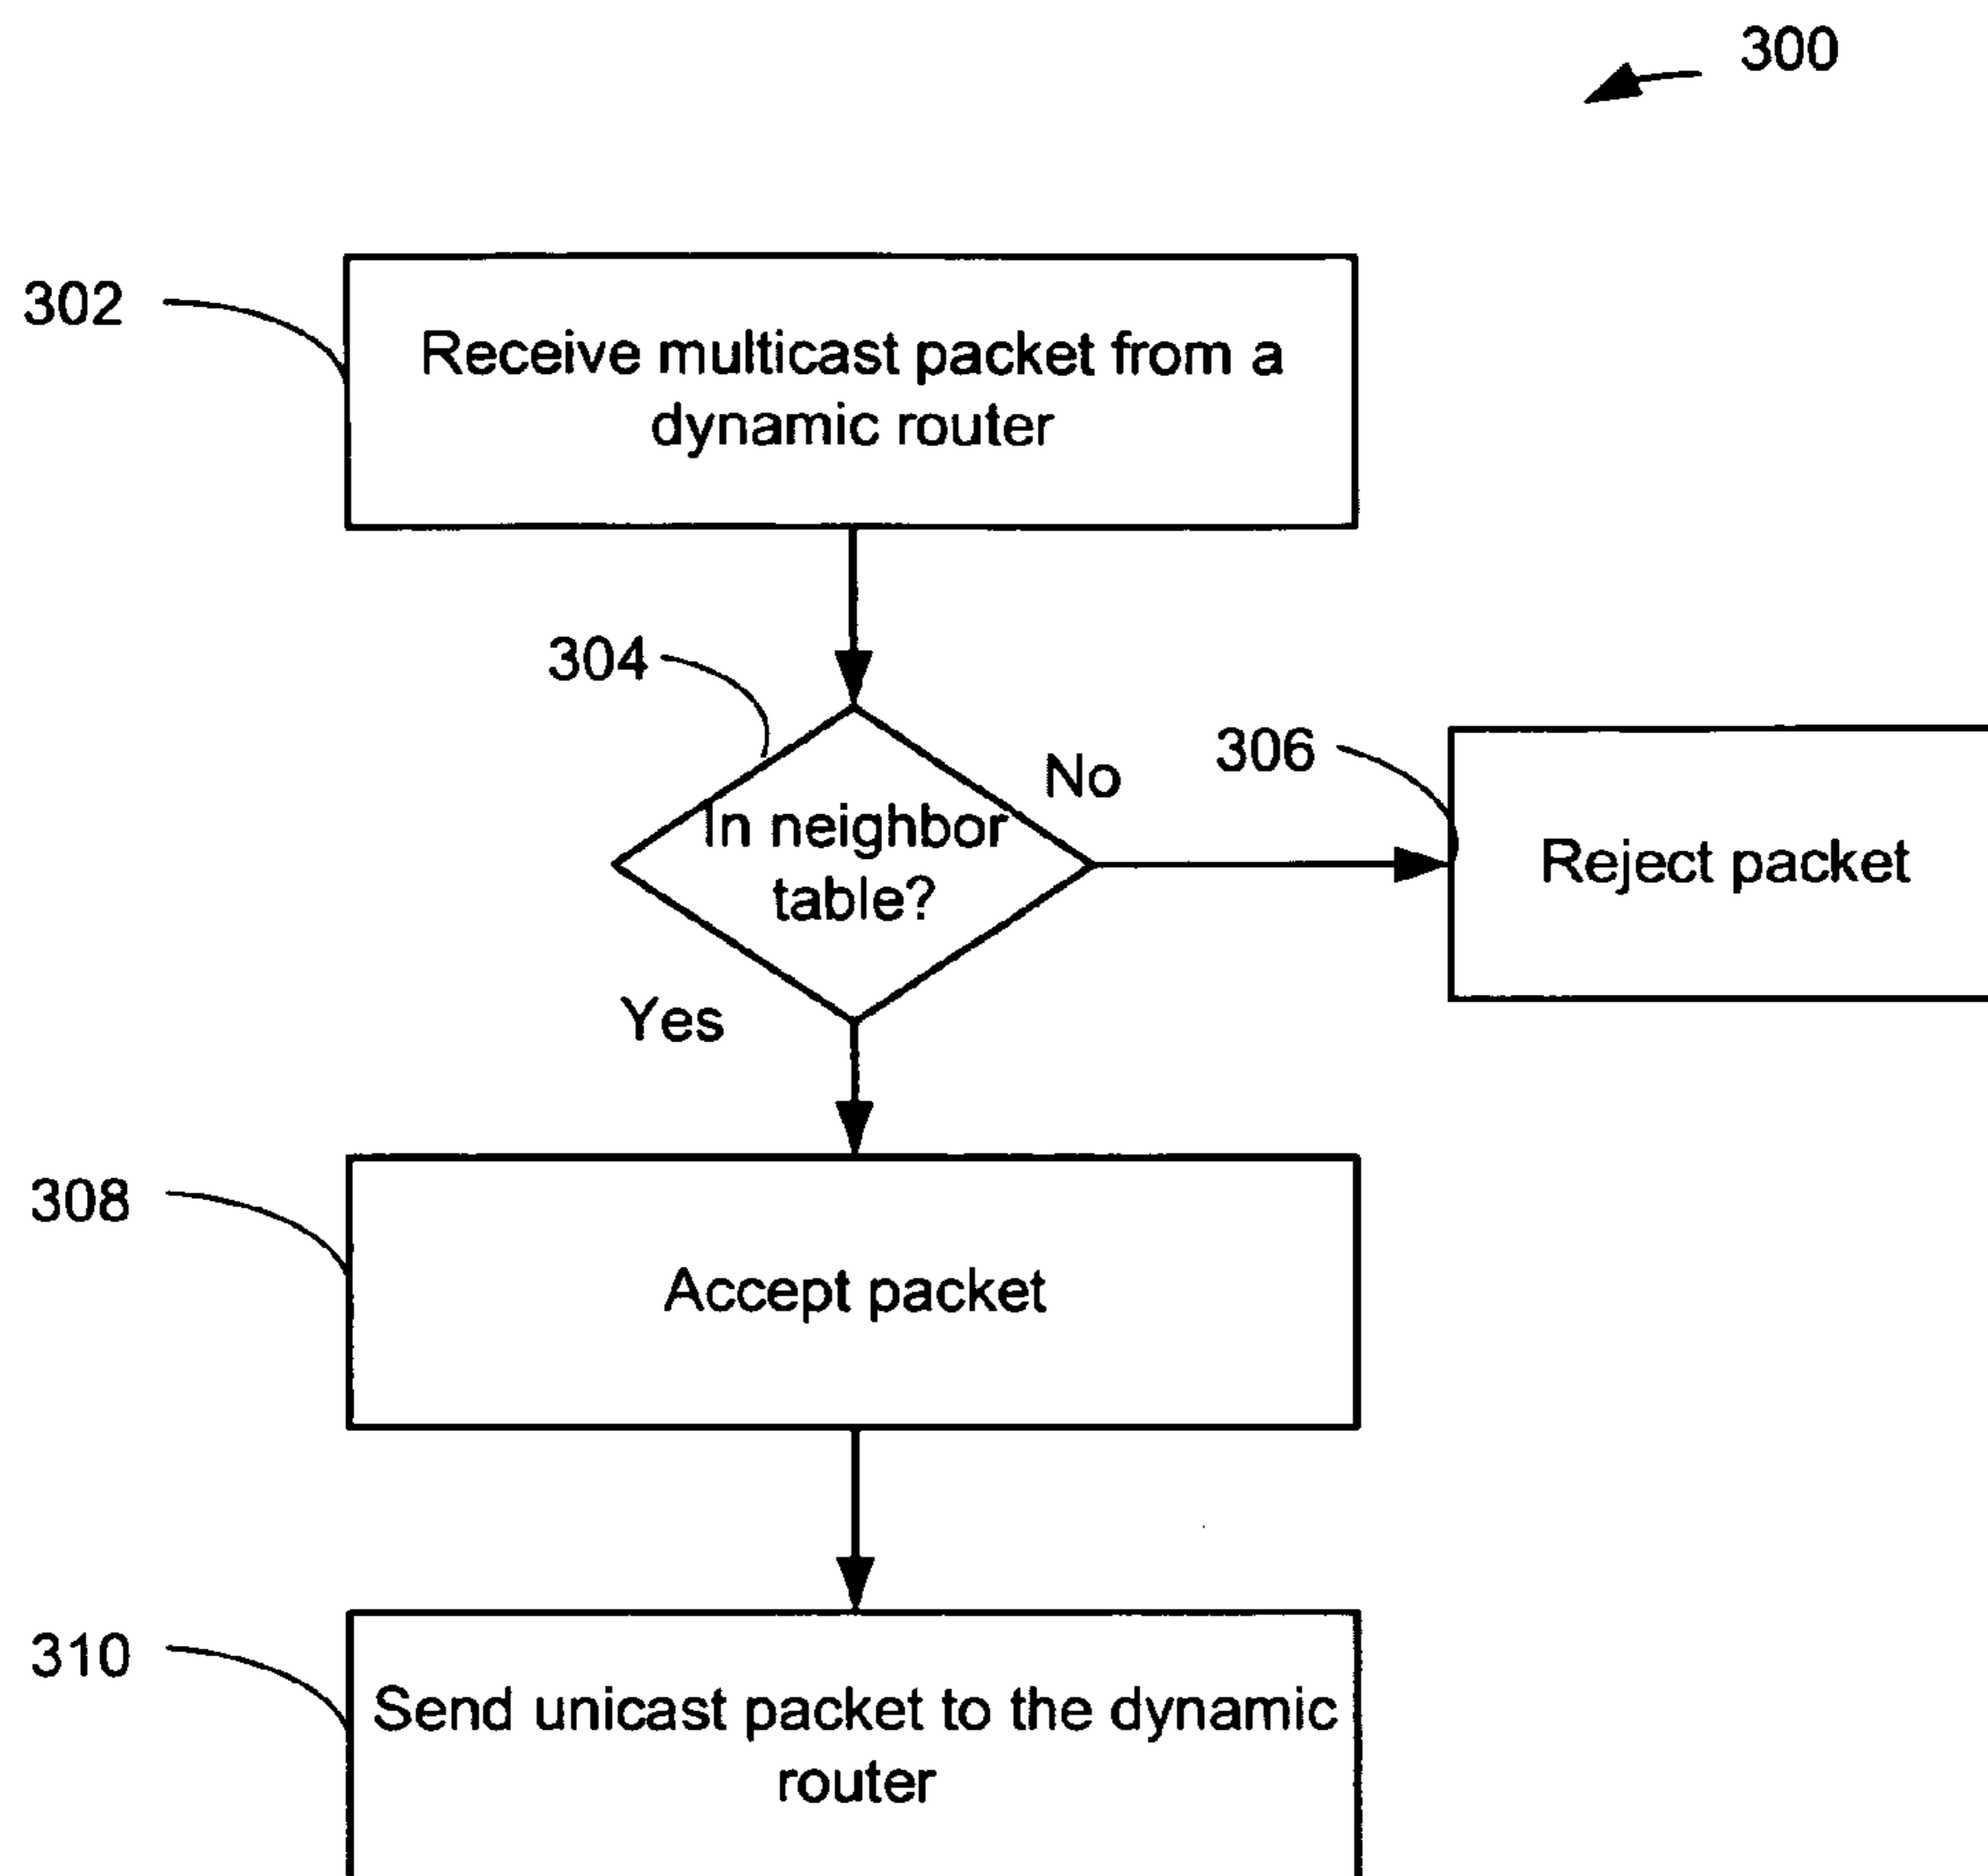 300
302
Receive multicast packet from a
dynamic router
304
No
306
In neighbor
table?
Reject packet
Yes
308
Accept packet
310
Send unicast packet to the dynamic
router